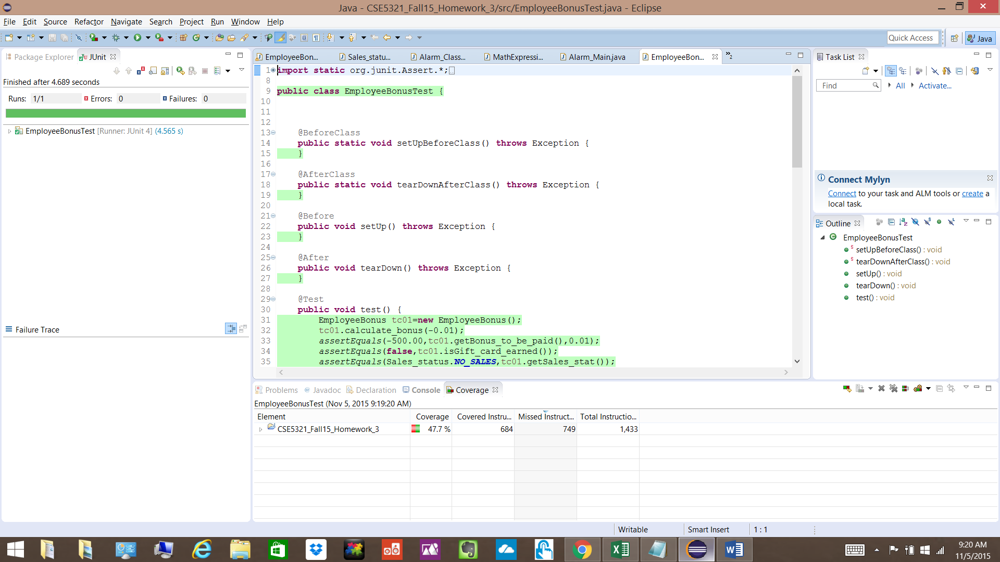 Java - CSE5321_Fall15_Homework_3/src/EmployeeBonusTest.java - Eclipse
File Edit Source Refactor Navigate Search Project Run Window Help
Quick Access
Java
Package Explorer JUnit
Finished after 4.689 seconds
Runs: 1/1 Errors: 0 Failures: 0
EmployeeBonusTest [Runner: JUnit 4] (4.565 s)
Failure Trace
EmployeeBon... Sales_statu... Alarm_Class... MathExpressi... Alarm_Main.java EmployeeBon... »2
1 import static org.junit.Assert.*;
8
9 public class EmployeeBonusTest {
10
11
12
13 @BeforeClass
14 public static void setUpBeforeClass() throws Exception {
15 }
16
17 @AfterClass
18 public static void tearDownAfterClass() throws Exception {
19 }
20
21 @Before
22 public void setUp() throws Exception {
23 }
24
25 @After
26 public void tearDown() throws Exception {
27 }
28
29 @Test
30 public void test() {
31 EmployeeBonus tc01=new EmployeeBonus();
32 tc01.calculate_bonus(-0.01);
33 assertEquals(-500.00,tc01.getBonus_to_be_paid(),0.01);
34 assertEquals(false,tc01.isGift_card_earned());
35 assertEquals(Sales_status.NO_SALES,tc01.getSales_stat());
Task List
Find All Activate...
Connect Mylyn
Connect to your task and ALM tools or create a
local task.
Outline
EmployeeBonusTest
setUpBeforeClass() : void
tearDownAfterClass() : void
setUp() : void
tearDown() : void
test() : void
Problems Javadoc Declaration Console Coverage
EmployeeBonusTest (Nov 5, 2015 9:19:20 AM)
Element Coverage Covered Instru... Missed Instruct... Total Instructio...
CSE5321_Fall15_Homework_3 47.7 % 684 749 1,433
Writable Smart Insert 1 : 1
9:20 AM
11/5/2015